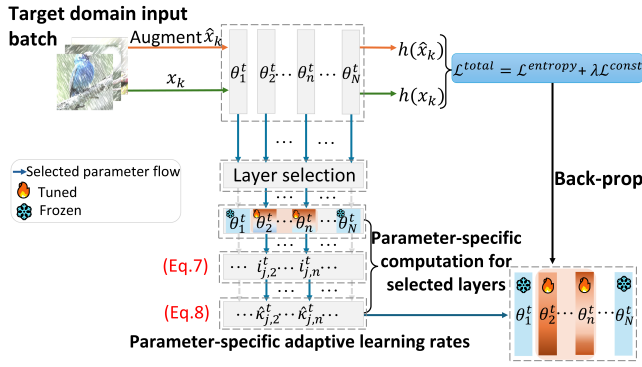 Target domain input
batch
Augment x̂_k
x_k
θ_1^t θ_2^t ··· θ_n^t ··· θ_N^t
h(x̂_k)
h(x_k)
ℒ^total = ℒ^entropy + λℒ^const
··· ···
Selected parameter flow
Tuned
Frozen
Layer selection
··· ···
Back-prop
θ_1^t θ_2^t ··· θ_n^t ··· θ_N^t
··· ···
Parameter-specific
computation for
selected layers
(Eq.7)
··· i_{j,2}^t ··· i_{j,n}^t ···
··· ···
(Eq.8)
··· κ̂_{j,2}^t ··· κ̂_{j,n}^t ···
θ_1^t θ_2^t ··· θ_n^t ··· θ_N^t
Parameter-specific adaptive learning rates